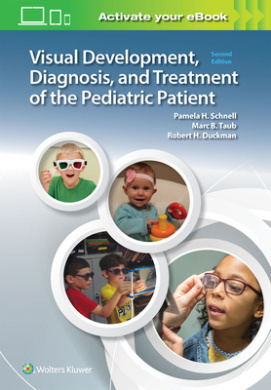 Activate your eBook
Visual Development,
Diagnosis, and Treatment
of the Pediatric Patient
Second
Edition
Pamela H. Schnell
Marc B. Taub
Robert H. Duckman
Wolters Kluwer